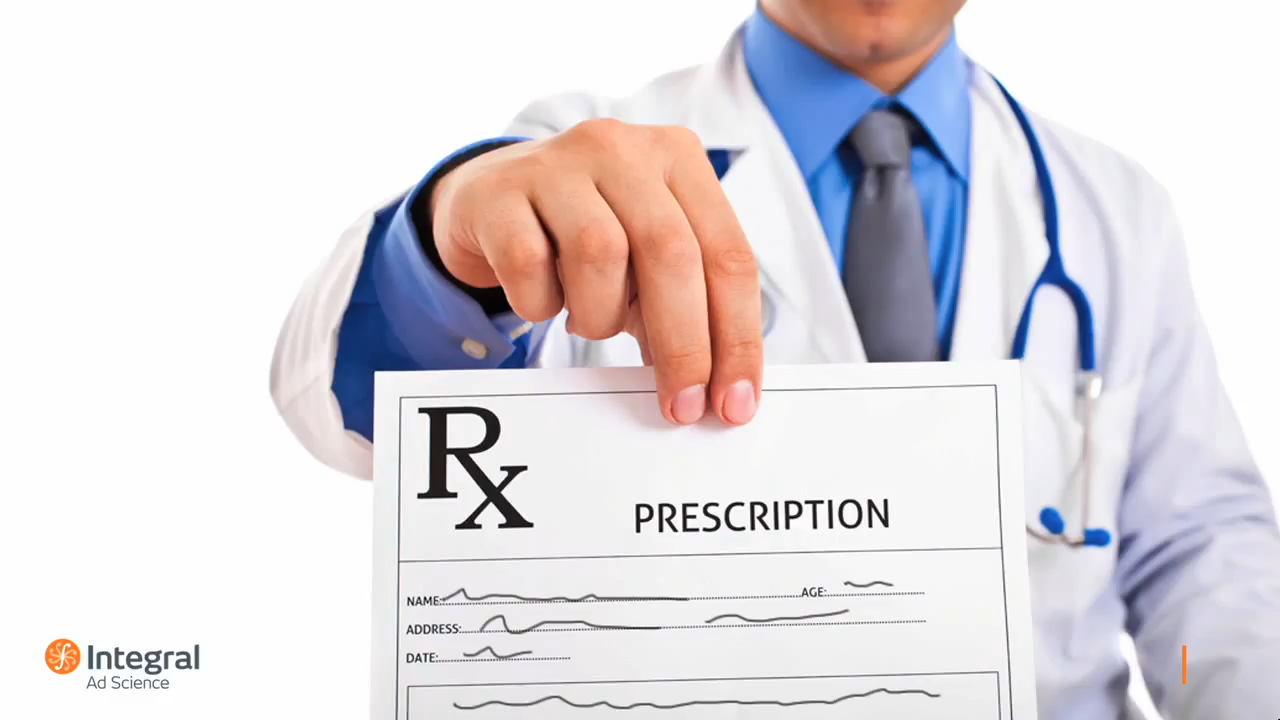 Rx
PRESCRIPTION
NAME: AGE:
ADDRESS:
DATE:
Integral
Ad Science